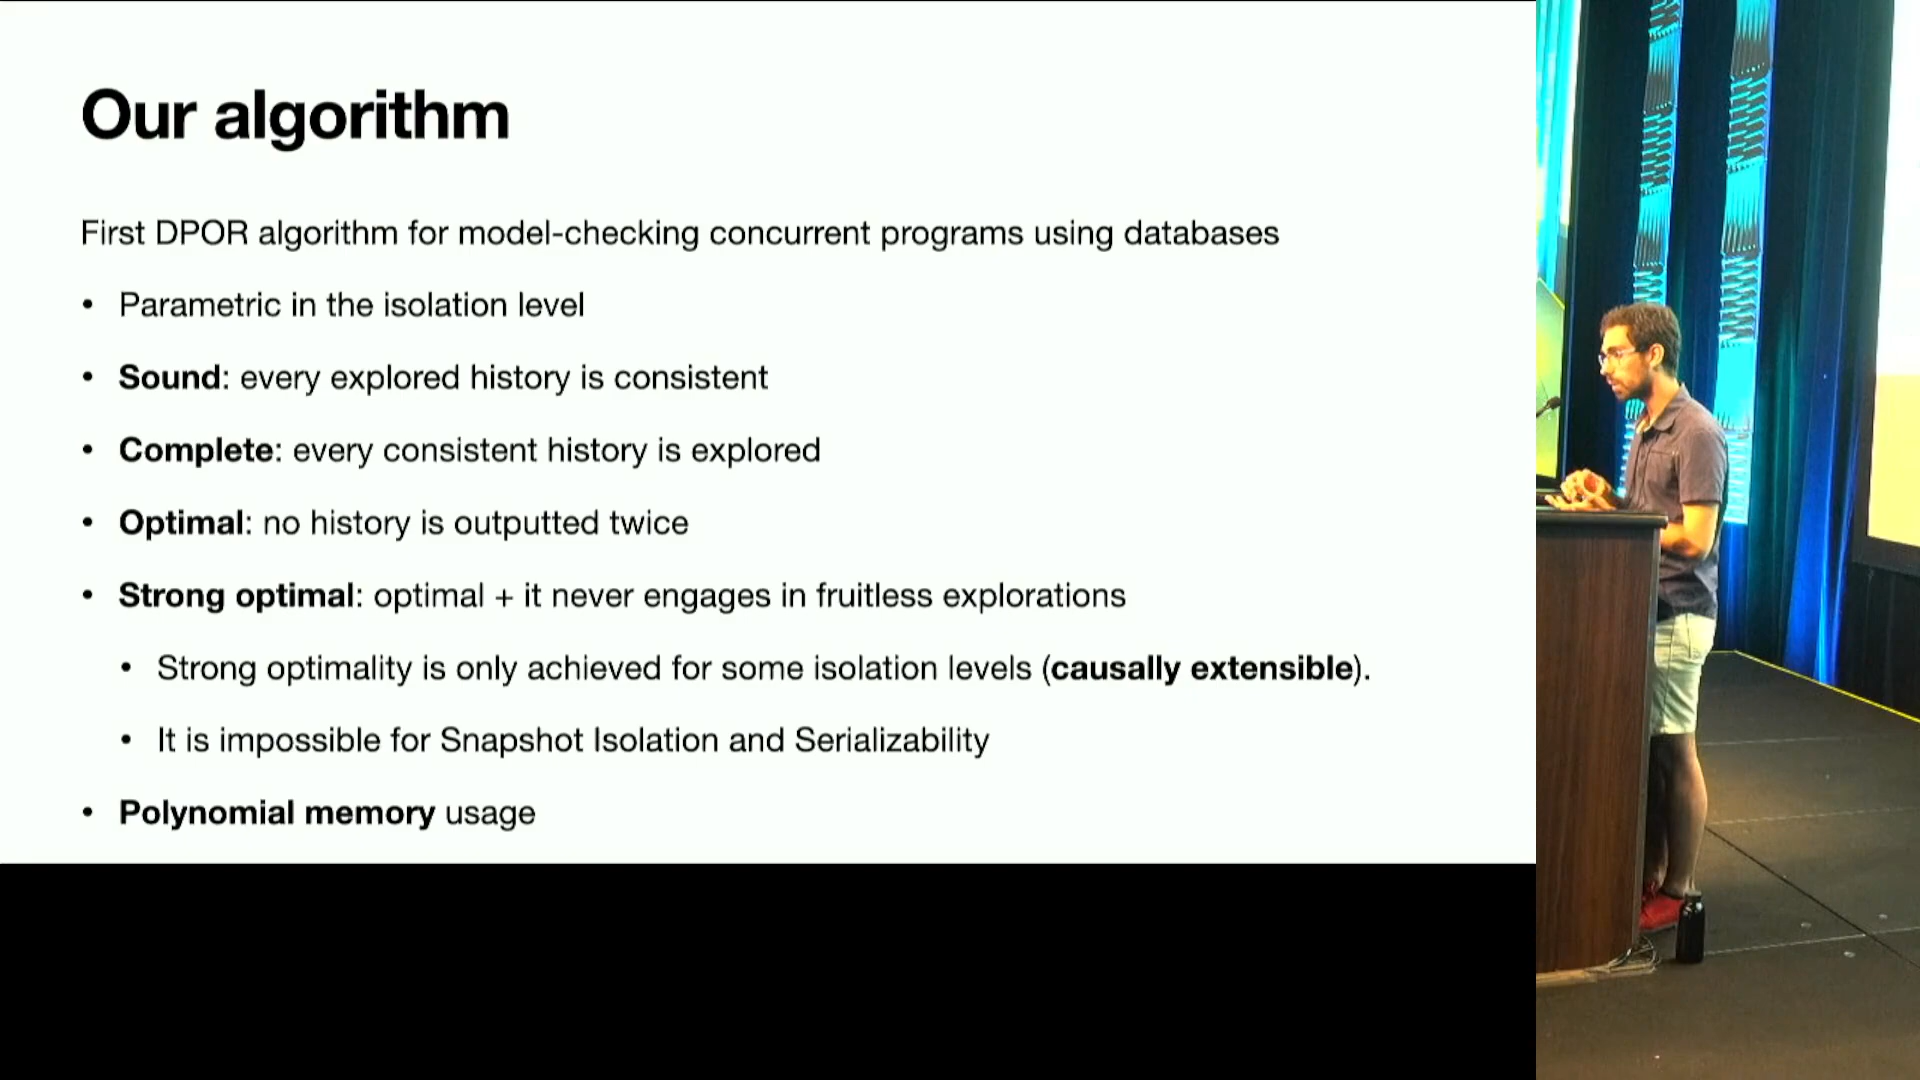 Our algorithm
First DPOR algorithm for model-checking concurrent programs using databases
• Parametric in the isolation level
• Sound: every explored history is consistent
• Complete: every consistent history is explored
• Optimal: no history is outputted twice
• Strong optimal: optimal + it never engages in fruitless explorations
• Strong optimality is only achieved for some isolation levels (causally extensible).
• It is impossible for Snapshot Isolation and Serializability
• Polynomial memory usage